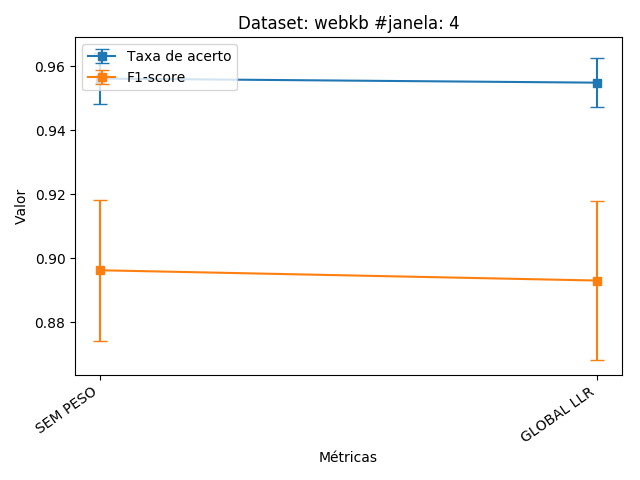 Dataset: webkb #janela: 4
Taxa de acerto
F1-score
0.96
0.94
0.92
0.90
0.88
Valor
SEM PESO
GLOBAL LLR
Métricas